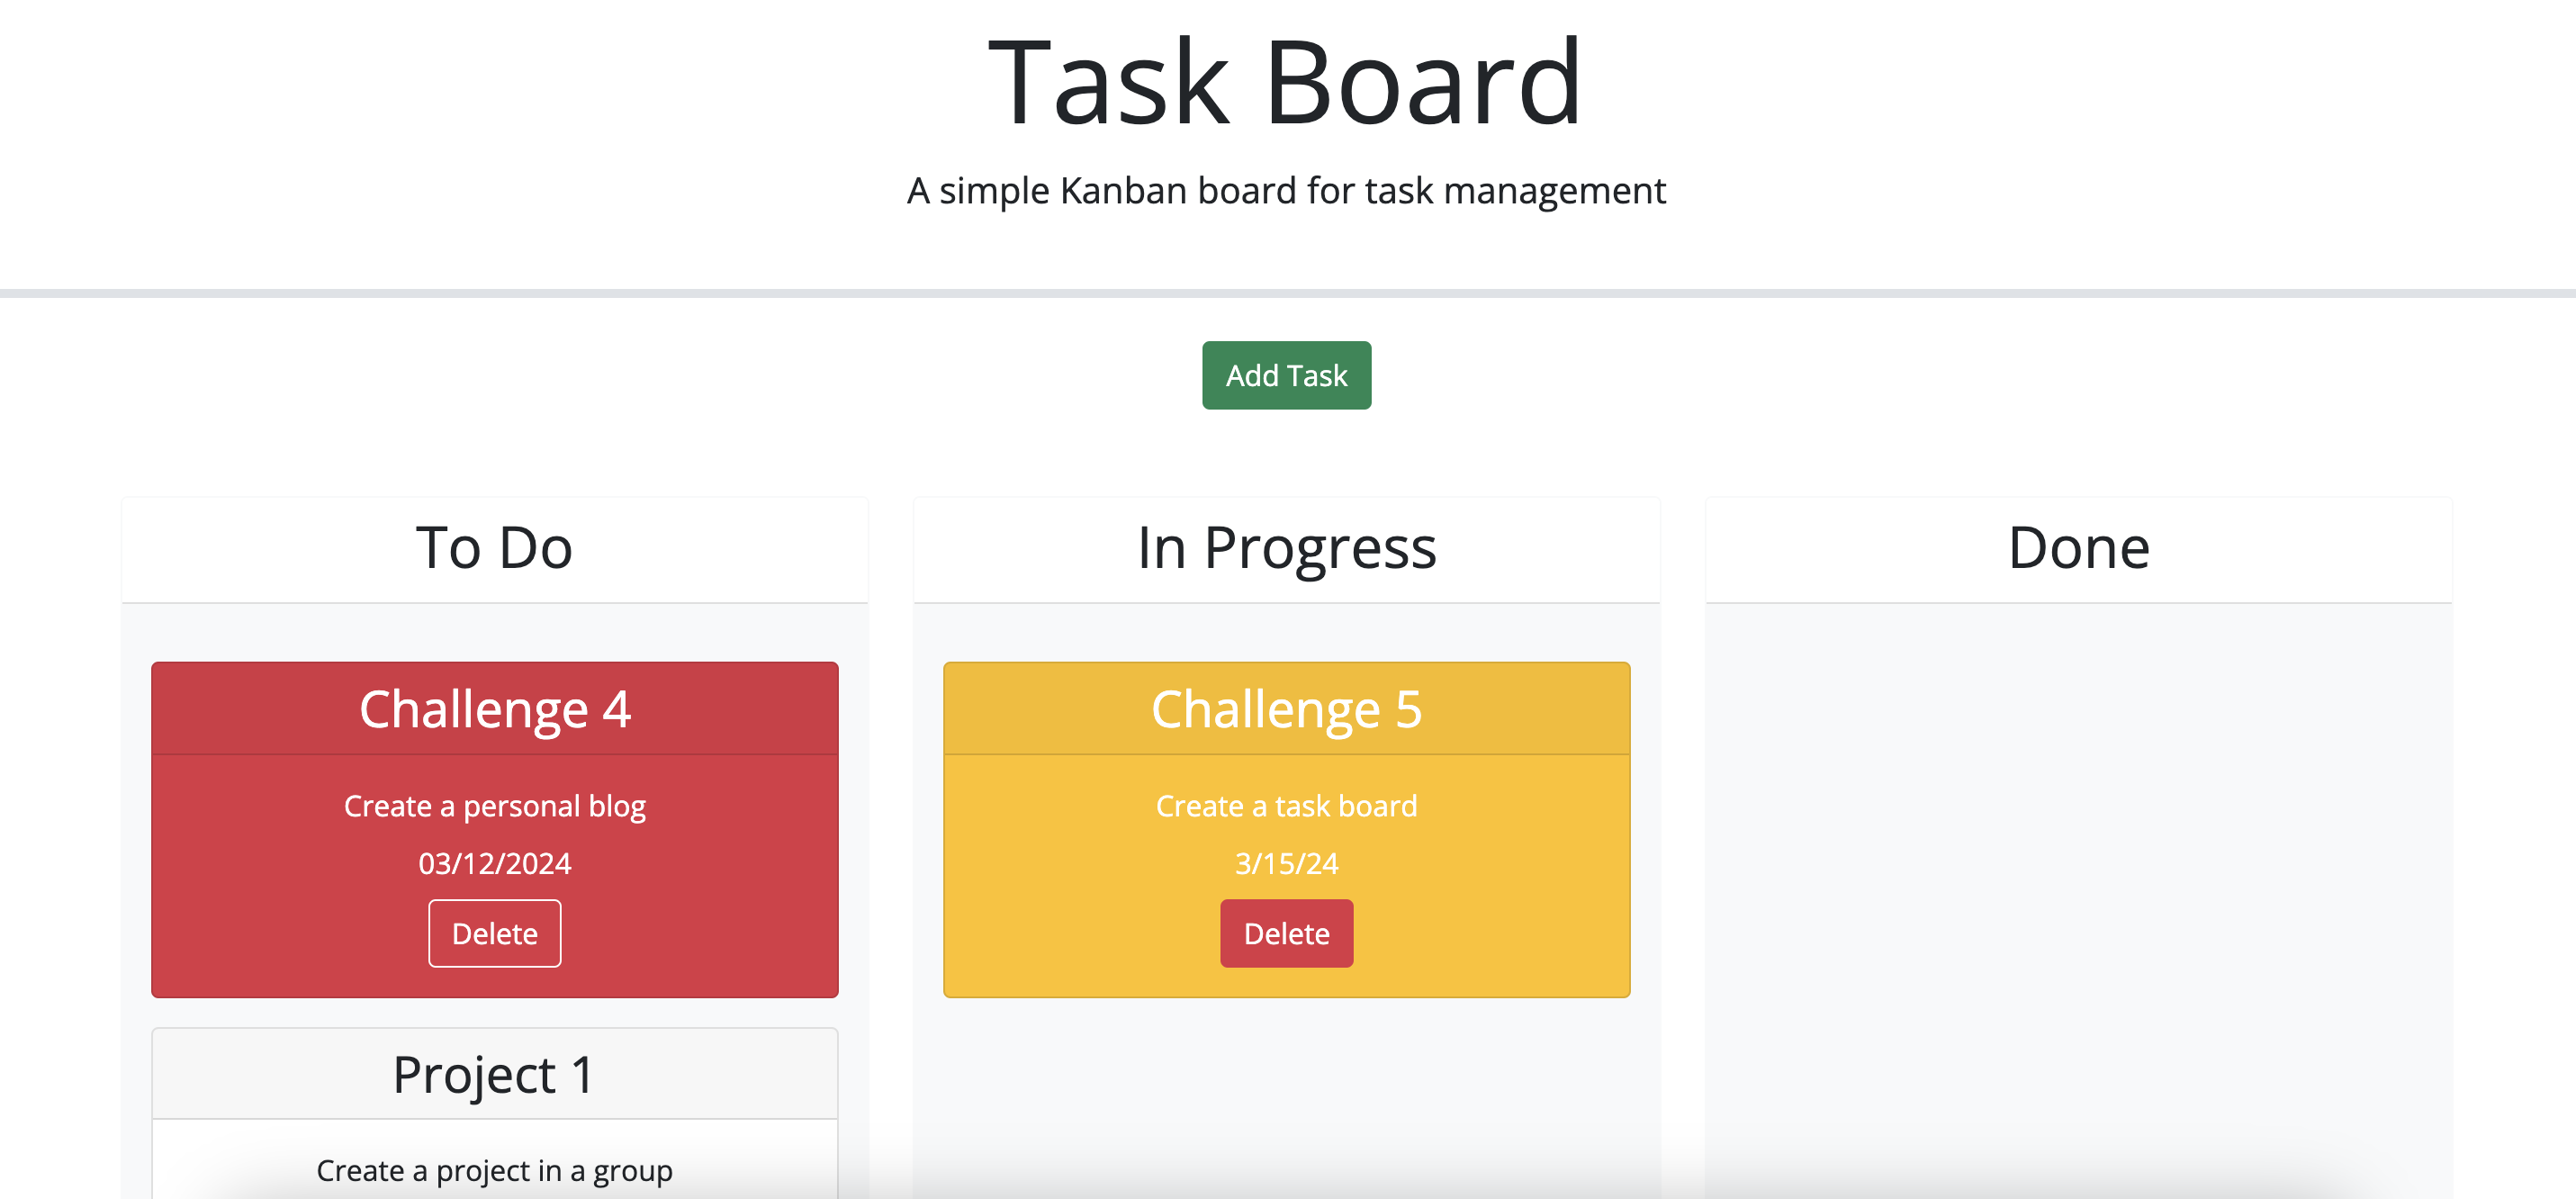 Task Board
A simple Kanban board for task management
Add Task
To Do
Challenge 4
Create a personal blog
03/12/2024
Delete
Project 1
Create a project in a group
In Progress
Challenge 5
Create a task board
3/15/24
Delete
Done